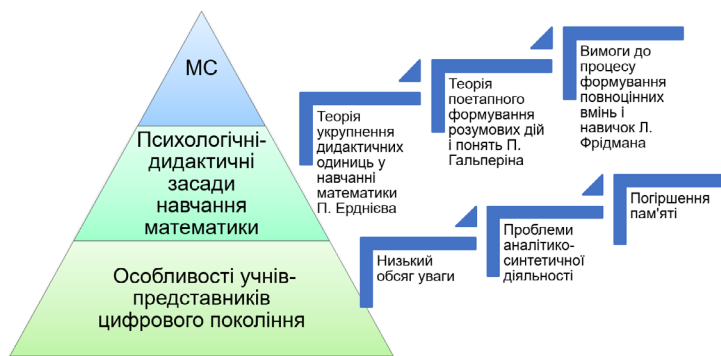 МС
Психологічні-
дидактичні
засади
навчання
математики
Особливості учнів-
представників
цифрового покоління
Теорія
укрупнення
дидактичних
одиниць у
навчанні
математики
П. Ерднієва
Теорія
поетапного
формування
розумових дій
і понять П.
Гальперіна
Вимоги до
процесу
формування
повноцінних
вмінь і
навичок Л.
Фрідмана
Низький
обсяг уваги
Проблеми
аналітико-
синтетичної
діяльності
Погіршення
пам'яті